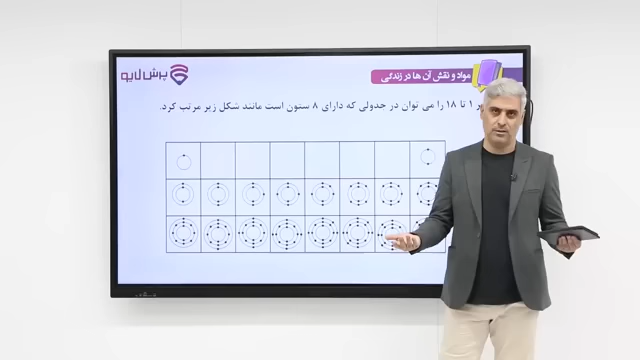 پرش لایو
مواد و نقش آن ها در زندگی
۱ تا ۱۸ را می توان در جدولی که دارای ۸ ستون است مانند شکل زیر مرتب کرد.